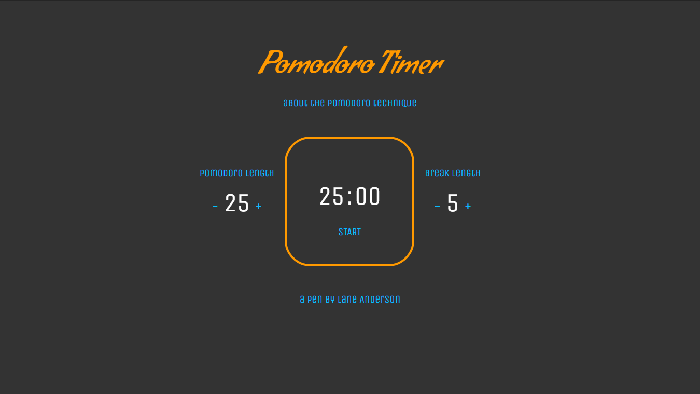 Pomodoro Timer
about the pomodoro technique
Pomodoro Length
- 25 +
25:00
START
Break Length
- 5 +
a pen by Lane Anderson